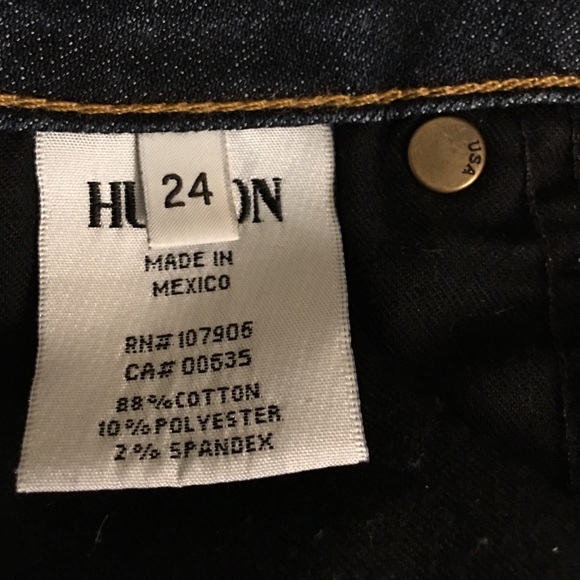 24
HU ON
MADE IN
MEXICO
RN# 107906
CA# 00635
88% COTTON
10% POLYESTER
2% SPANDEX
USA